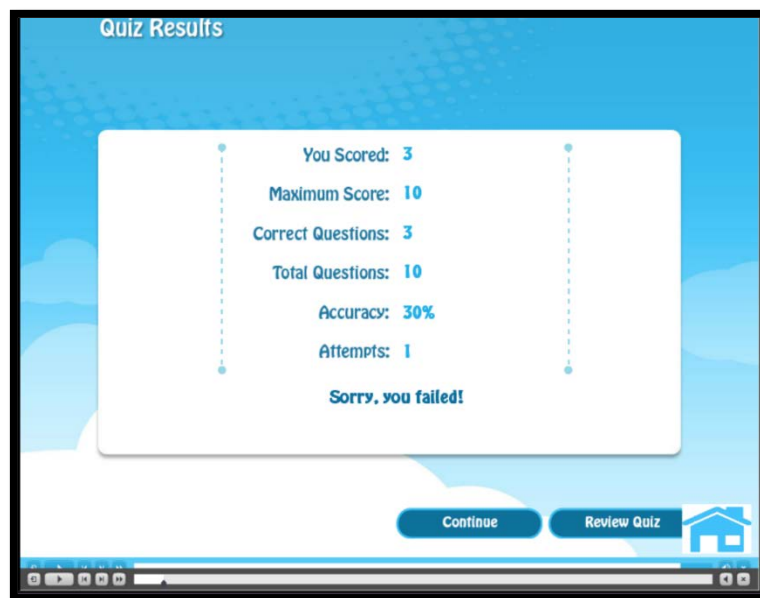 Quiz Results
You Scored: 3
Maximum Score: 10
Correct Questions: 3
Total Questions: 10
Accuracy: 30%
Attempts: 1
Sorry, you failed!
Continue
Review Quiz